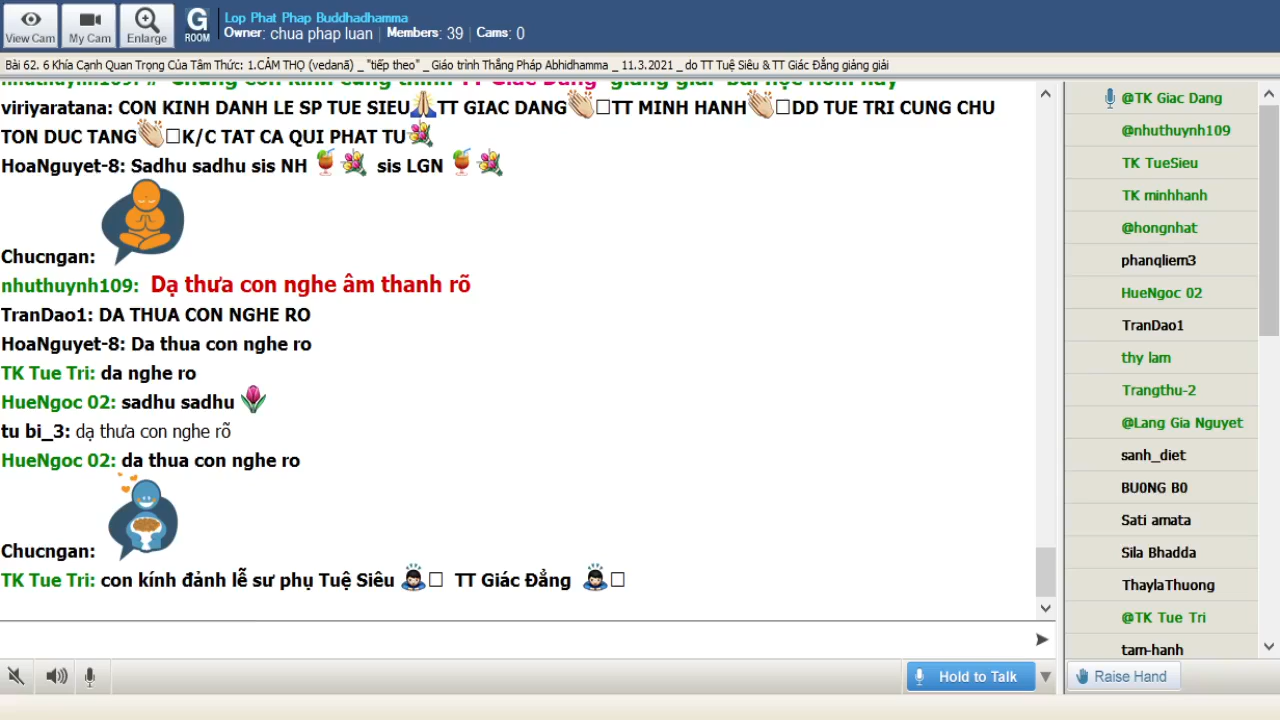 View Cam
My Cam
Enlarge
G
ROOM
Lop Phat Phap Buddhadhamma
Owner: chua phap luan | Members: 39 | Cams: 0
Bài 62. 6 Khía Cạnh Quan Trọng Của Tâm Thức: 1.CẢM THỌ (vedanā) _ "tiếp theo" _ Giáo trình Thắng Pháp Abhidhamma _ 11.3.2021 _ do TT Tuệ Siêu & TT Giác Đẳng giảng giải
viriyaratana: CON KINH DANH LE SP TUE SIEU🙏TT GIAC DANG👏□TT MINH HANH👏□DD TUE TRI CUNG CHU
TON DUC TANG👏□K/C TAT CA QUI PHAT TU💐
HoaNguyet-8: Sadhu sadhu sis NH 🍹💐 sis LGN 🍹💐
Chucngan:
nhuthuynh109: Dạ thưa con nghe âm thanh rõ
TranDao1: DA THUA CON NGHE RO
HoaNguyet-8: Da thua con nghe ro
TK Tue Tri: da nghe ro
HueNgoc 02: sadhu sadhu 🌷
tu bi_3: dạ thưa con nghe rõ
HueNgoc 02: da thua con nghe ro
Chucngan:
TK Tue Tri: con kính đảnh lễ sư phụ Tuệ Siêu 🙇□ TT Giác Đẳng 🙇□
Hold to Talk
@TK Giac Dang
@nhuthuynh109
TK TueSieu
TK minhhanh
@hongnhat
phanqliem3
HueNgoc 02
TranDao1
thy lam
Trangthu-2
@Lang Gia Nguyet
sanh_diet
BU0NG B0
Sati amata
Sila Bhadda
ThaylaThuong
@TK Tue Tri
tam-hanh
Raise Hand